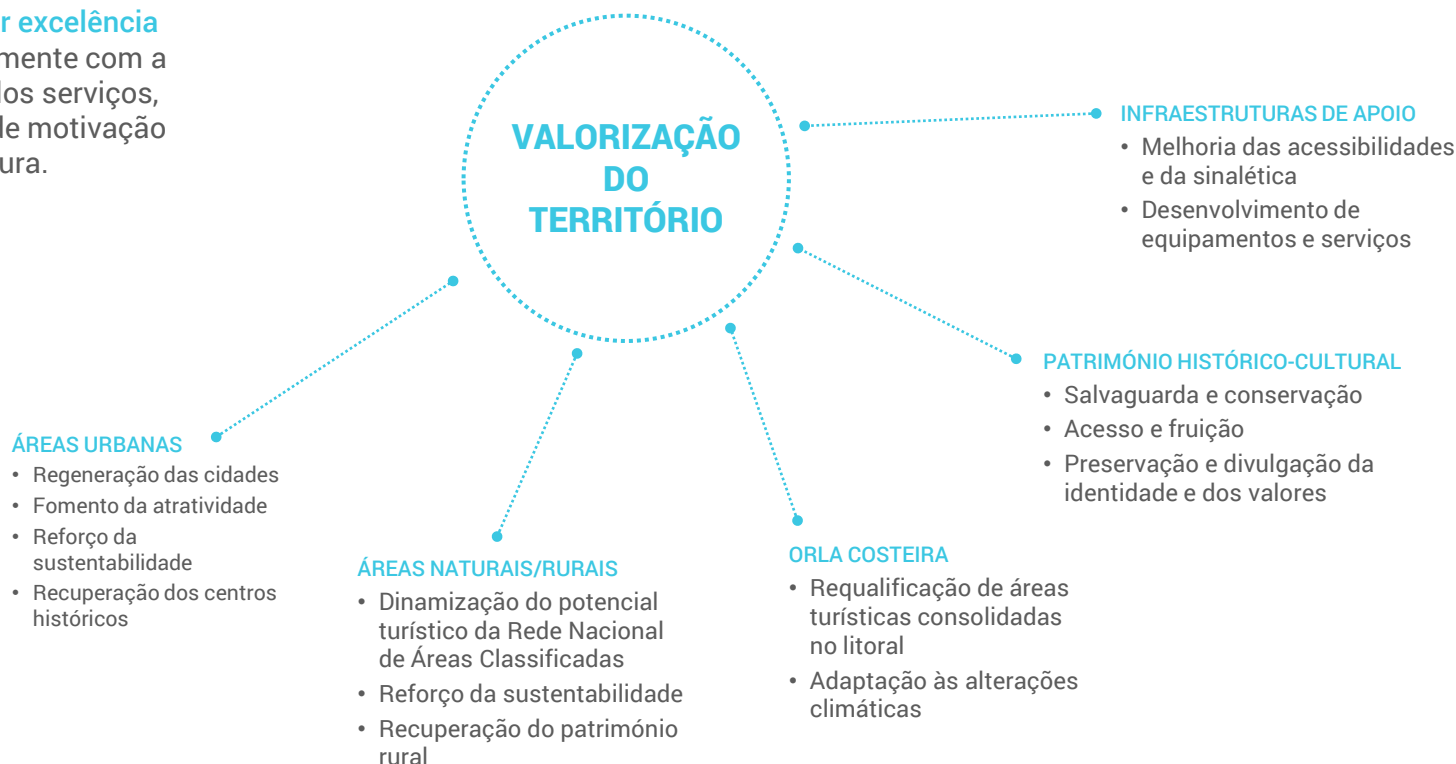 r excelência
mente com a
dos serviços,
de motivação
ura.
VALORIZAÇÃO
DO
TERRITÓRIO
INFRAESTRUTURAS DE APOIO
• Melhoria das acessibilidades
e da sinalética
• Desenvolvimento de
equipamentos e serviços
PATRIMÓNIO HISTÓRICO-CULTURAL
• Salvaguarda e conservação
• Acesso e fruição
• Preservação e divulgação da
identidade e dos valores
ÁREAS URBANAS
• Regeneração das cidades
• Fomento da atratividade
• Reforço da
sustentabilidade
• Recuperação dos centros
históricos
ÁREAS NATURAIS/RURAIS
• Dinamização do potencial
turístico da Rede Nacional
de Áreas Classificadas
• Reforço da sustentabilidade
• Recuperação do património
rural
ORLA COSTEIRA
• Requalificação de áreas
turísticas consolidadas
no litoral
• Adaptação às alterações
climáticas